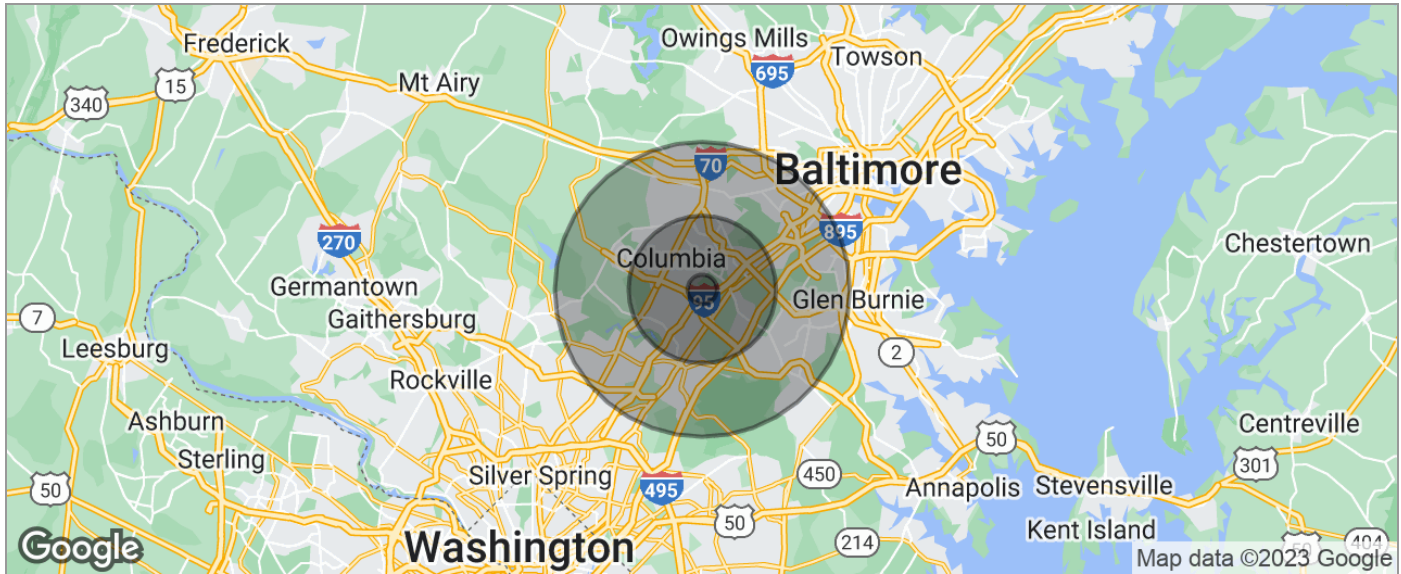 Frederick
Owings Mills
695
Towson
15
340
Mt Airy
70
Baltimore
270
895
Columbia
Chestertown
Germantown
95
Glen Burnie
7
Gaithersburg
Leesburg
2
Rockville
Ashburn
Centreville
50
Sterling
Silver Spring
450
301
50
495
Annapolis
Stevensville
50
Kent Island
Google
Washington
214
50
404
Map data ©2023 Google